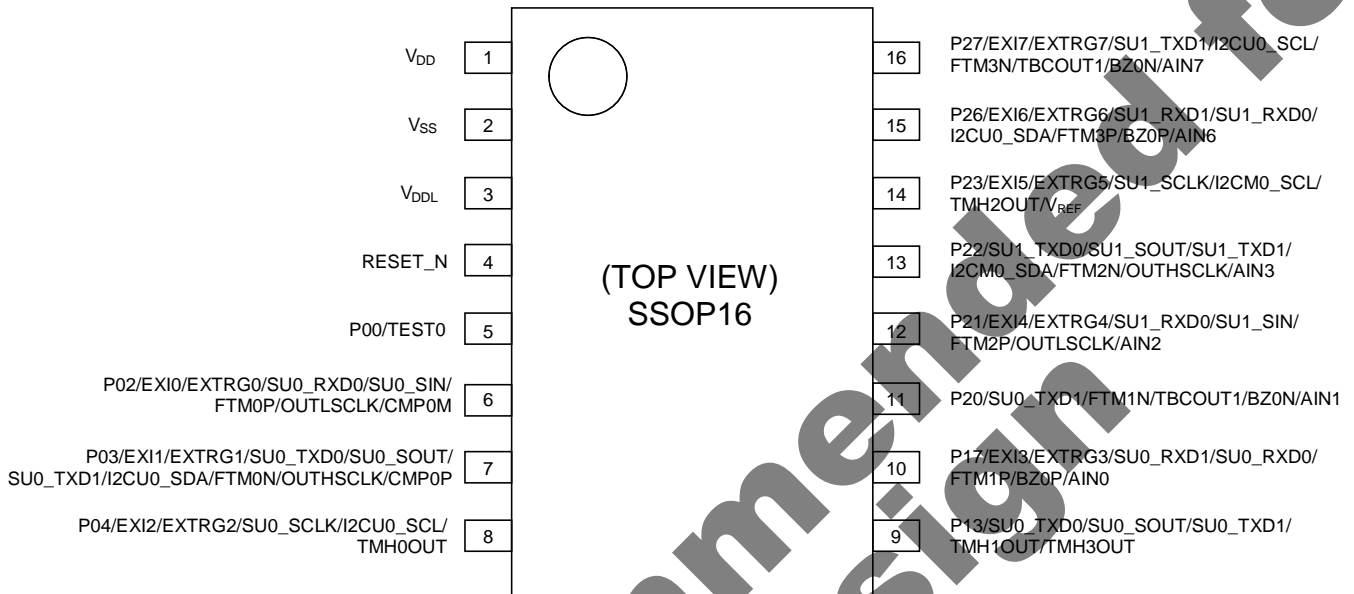 V_DD 1
V_SS 2
V_DDL 3
RESET_N 4
P00/TEST0 5
P02/EXI0/EXTRG0/SU0_RXD0/SU0_SIN/
FTM0P/OUTLSCLK/CMP0M
6
P03/EXI1/EXTRG1/SU0_TXD0/SU0_SOUT/
SU0_TXD1/I2CU0_SDA/FTM0N/OUTHSCLK/CMP0P
7
P04/EXI2/EXTRG2/SU0_SCLK/I2CU0_SCL/
TMH0OUT
8
(TOP VIEW)
SSOP16
16
P27/EXI7/EXTRG7/SU1_TXD1/I2CU0_SCL/
FTM3N/TBCOUT1/BZ0N/AIN7
15
P26/EXI6/EXTRG6/SU1_RXD1/SU1_RXD0/
I2CU0_SDA/FTM3P/BZ0P/AIN6
14
P23/EXI5/EXTRG5/SU1_SCLK/I2CM0_SCL/
TMH2OUT/V_REF
13
P22/SU1_TXD0/SU1_SOUT/SU1_TXD1/
I2CM0_SDA/FTM2N/OUTHSCLK/AIN3
12
P21/EXI4/EXTRG4/SU1_RXD0/SU1_SIN/
FTM2P/OUTLSCLK/AIN2
11 P20/SU0_TXD1/FTM1N/TBCOUT1/BZ0N/AIN1
10
P17/EXI3/EXTRG3/SU0_RXD1/SU0_RXD0/
FTM1P/BZ0P/AIN0
9
P13/SU0_TXD0/SU0_SOUT/SU0_TXD1/
TMH1OUT/TMH3OUT